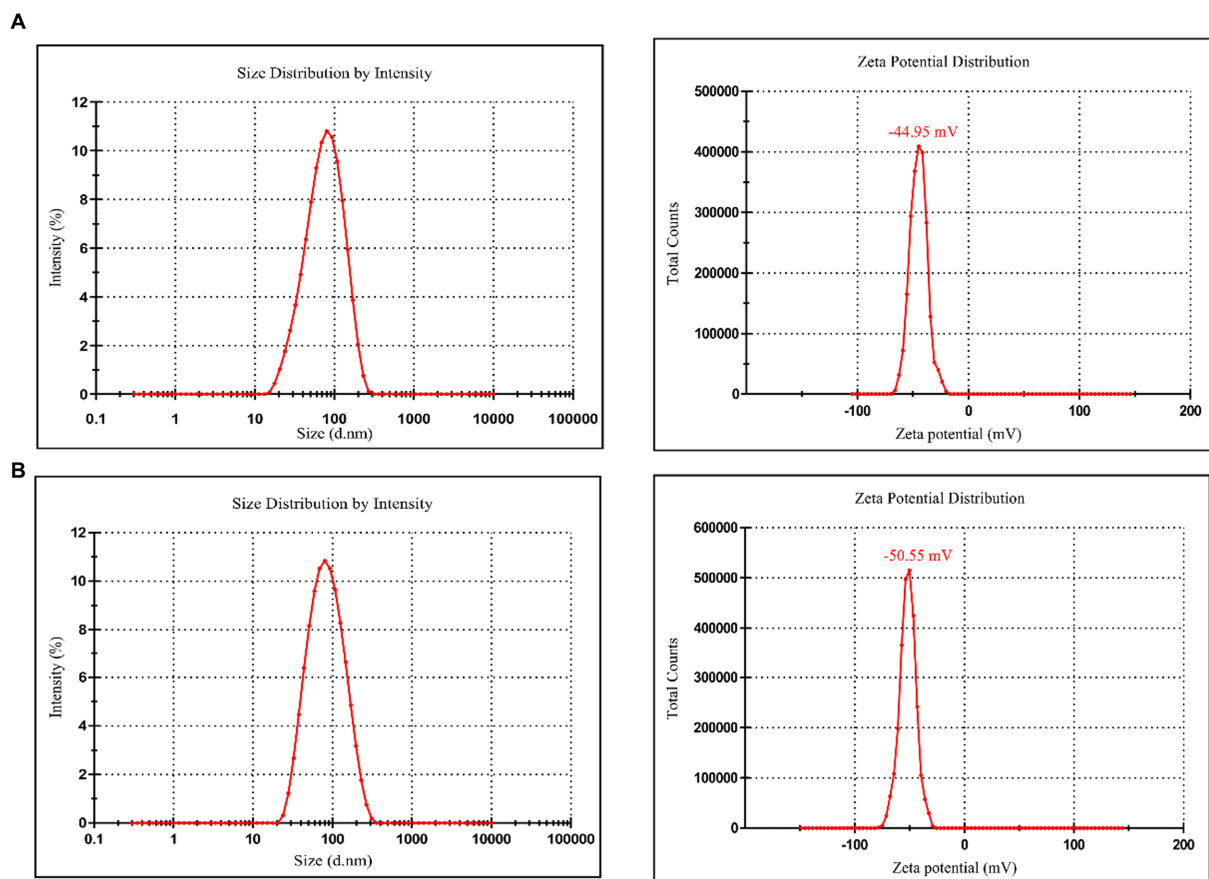 A
Size Distribution by Intensity
12
10
8
6
4
2
0
Intensity (%)
0.1 1 10 100 1000 10000 100000
Size (d.nm)
Zeta Potential Distribution
500000
400000
300000
200000
100000
0
Total Counts
-44.95 mV
-100 0 100 200
Zeta potential (mV)
B
Size Distribution by Intensity
12
10
8
6
4
2
0
Intensity (%)
0.1 1 10 100 1000 10000 100000
Size (d.nm)
Zeta Potential Distribution
600000
500000
400000
300000
200000
100000
0
Total Counts
-50.55 mV
-100 0 100 200
Zeta potential (mV)